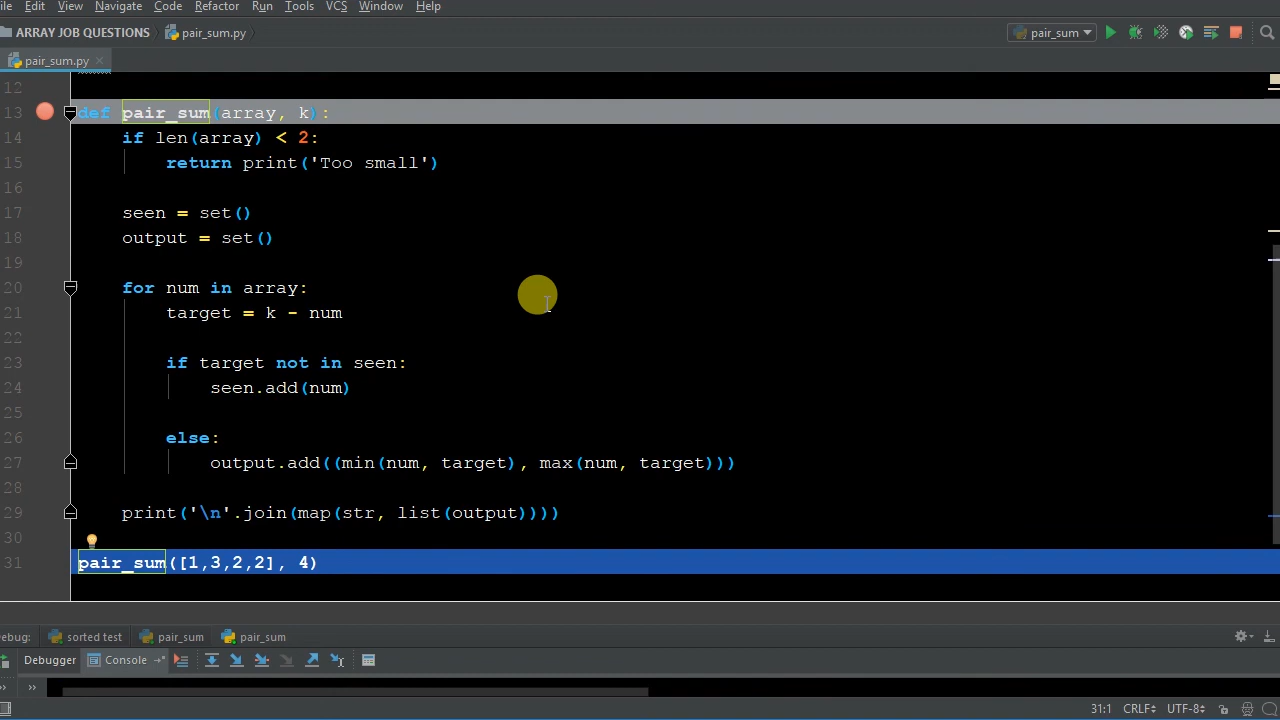 ile Edit View Navigate Code Refactor Run Tools VCS Window Help
ARRAY JOB QUESTIONS pair_sum.py pair_sum
pair_sum.py
12
13 def pair_sum(array, k):
14 if len(array) < 2:
15 return print('Too small')
16
17 seen = set()
18 output = set()
19
20 for num in array:
21 target = k - num
22
23 if target not in seen:
24 seen.add(num)
25
26 else:
27 output.add((min(num, target), max(num, target)))
28
29 print('\n'.join(map(str, list(output))))
30
31 pair_sum([1,3,2,2], 4)
ebug: sorted test pair_sum pair_sum
Debugger Console
31:1 CRLF UTF-8